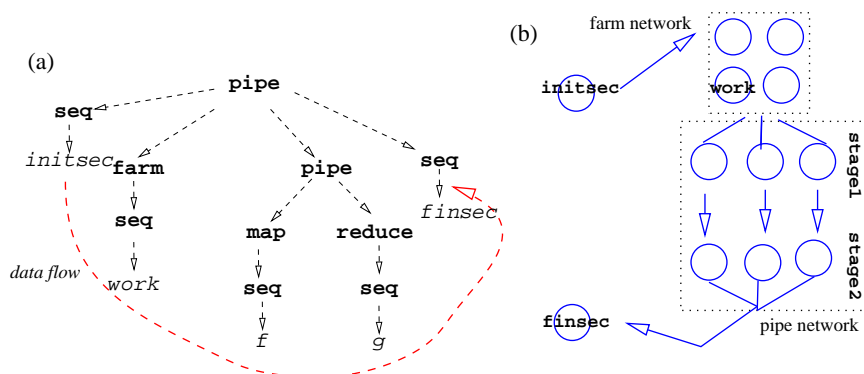 (a)
pipe
seq
initsec
farm
pipe
seq
finsec
seq
map
reduce
data flow
work
seq
seq
f
g
(b)
farm network
initsec
work
stage1
stage2
finsec
pipe network